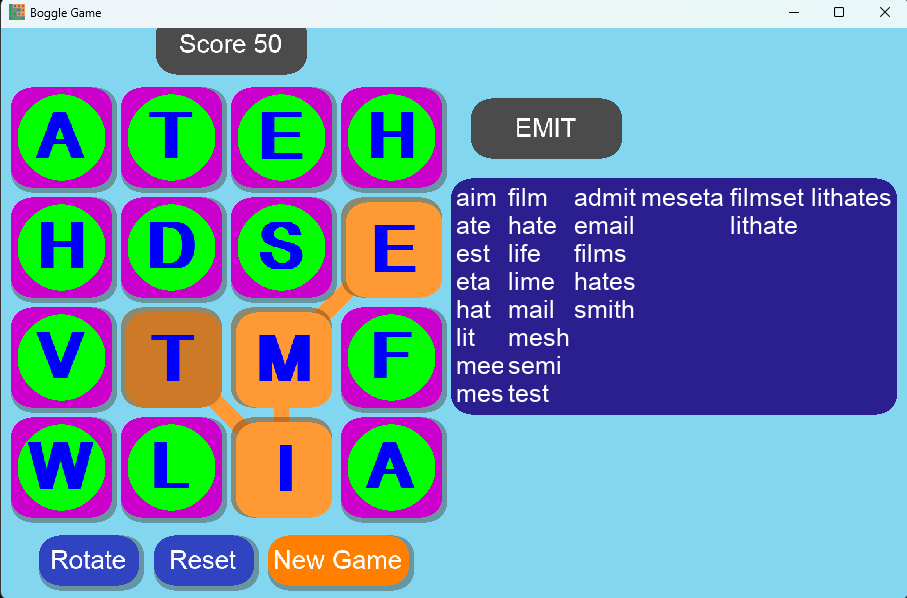 Boggle Game
Score 50
A T E H
H D S E
V T M F
W L I A
EMIT
aim film admit meseta filmset lithates
ate hate email lithate
est life films
eta lime hates
hat mail smith
lit mesh
mee semi
mes test
Rotate Reset New Game